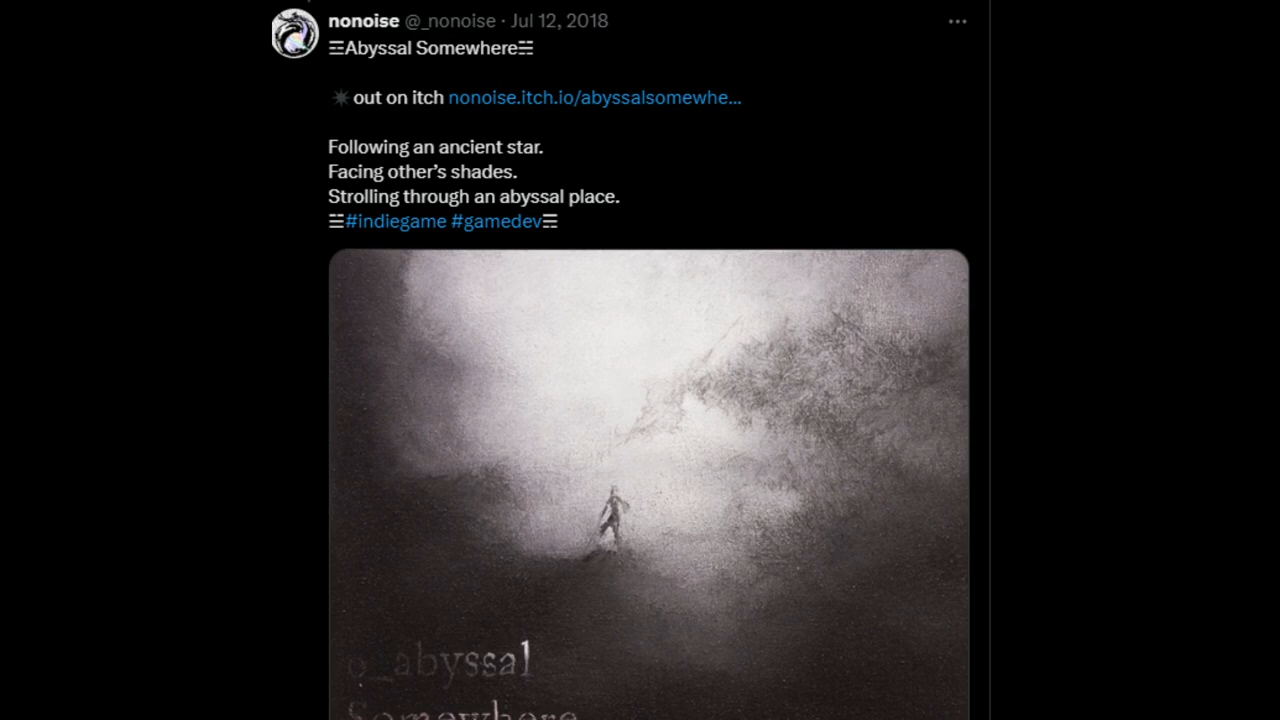 nonoise @_nonoise · Jul 12, 2018
☲Abyssal Somewhere☵
✴out on itch nonoise.itch.io/abyssalsomewhe…
Following an ancient star.
Facing other’s shades.
Strolling through an abyssal place.
☱#indiegame #gamedev☴
o_abyssal
Somewhere